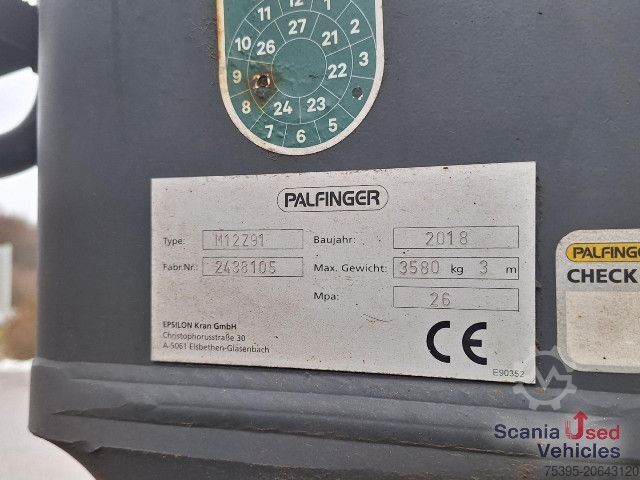 11 12 1
10 27 2
26 21
9 22 3
8 24 23
7 6 5
PALFINGER
Type: M12Z91 Baujahr: 2018
Fabr.Nr: 2438105 Max. Gewicht: 3580 kg 3 m
Mpa: 26
EPSILON Kran GmbH
Christophorusstraße 30
A-5061 Elsbethen-Glasenbach
CE
E90352
PALFINGER
CHECK
Scania Used
Vehicles
75395-20643120